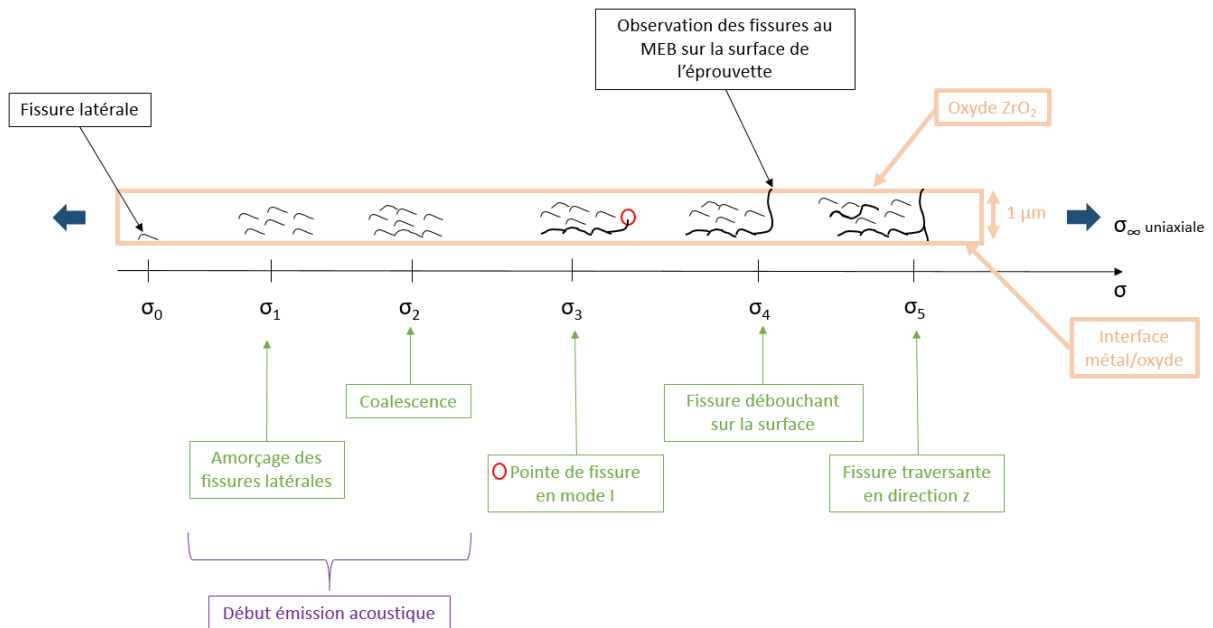 Observation des fissures au
MEB sur la surface de
l'éprouvette
Fissure latérale
Oxyde ZrO₂
1 µm
σ∞ uniaxiale
σ
σ₀
σ₁
σ₂
σ₃
σ₄
σ₅
Interface
métal/oxyde
Coalescence
Fissure débouchant
sur la surface
Amorçage des
fissures latérales
Pointe de fissure
en mode I
Fissure traversante
en direction z
Début émission acoustique